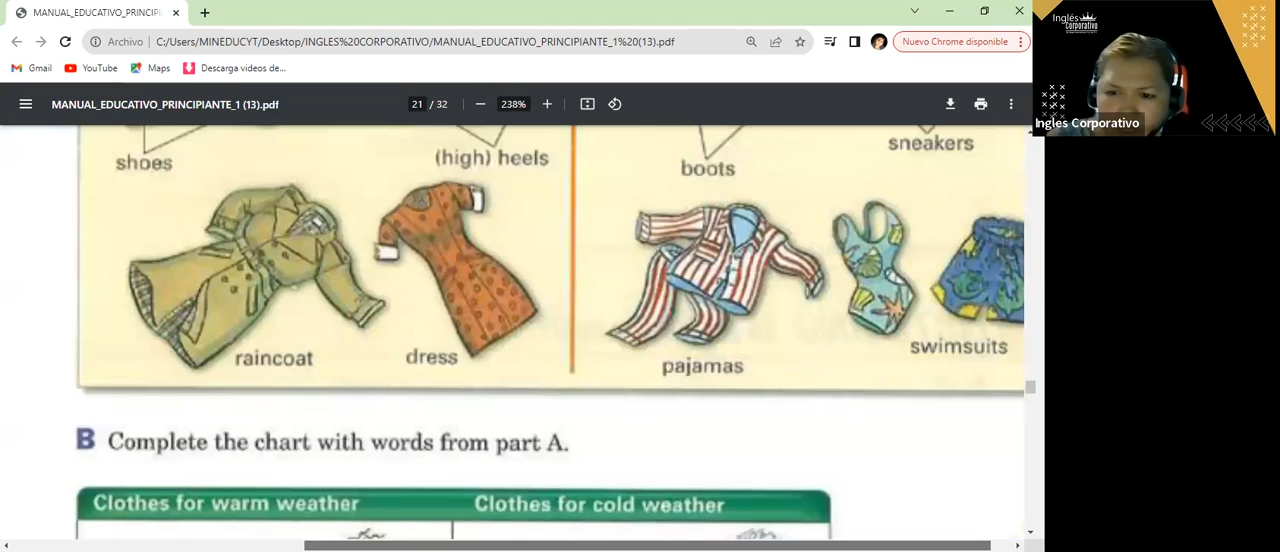 MANUAL_EDUCATIVO_PRINCIPI
Archivo
C:/Users/MINEDUCYT/Desktop/INGLES%20CORPORATIVO/MANUAL_EDUCATIVO_PRINCIPIANTE_1%20(13).pdf
Nuevo Chrome disponible
Gmail
YouTube
Maps
Descarga videos de...
MANUAL_EDUCATIVO_PRINCIPIANTE_1 (13).pdf
21 / 32
238%
Inglés
Corporativo
Ingles Corporativo
shoes
(high) heels
boots
sneakers
raincoat
dress
pajamas
swimsuits
B Complete the chart with words from part A.
Clothes for warm weather
Clothes for cold weather